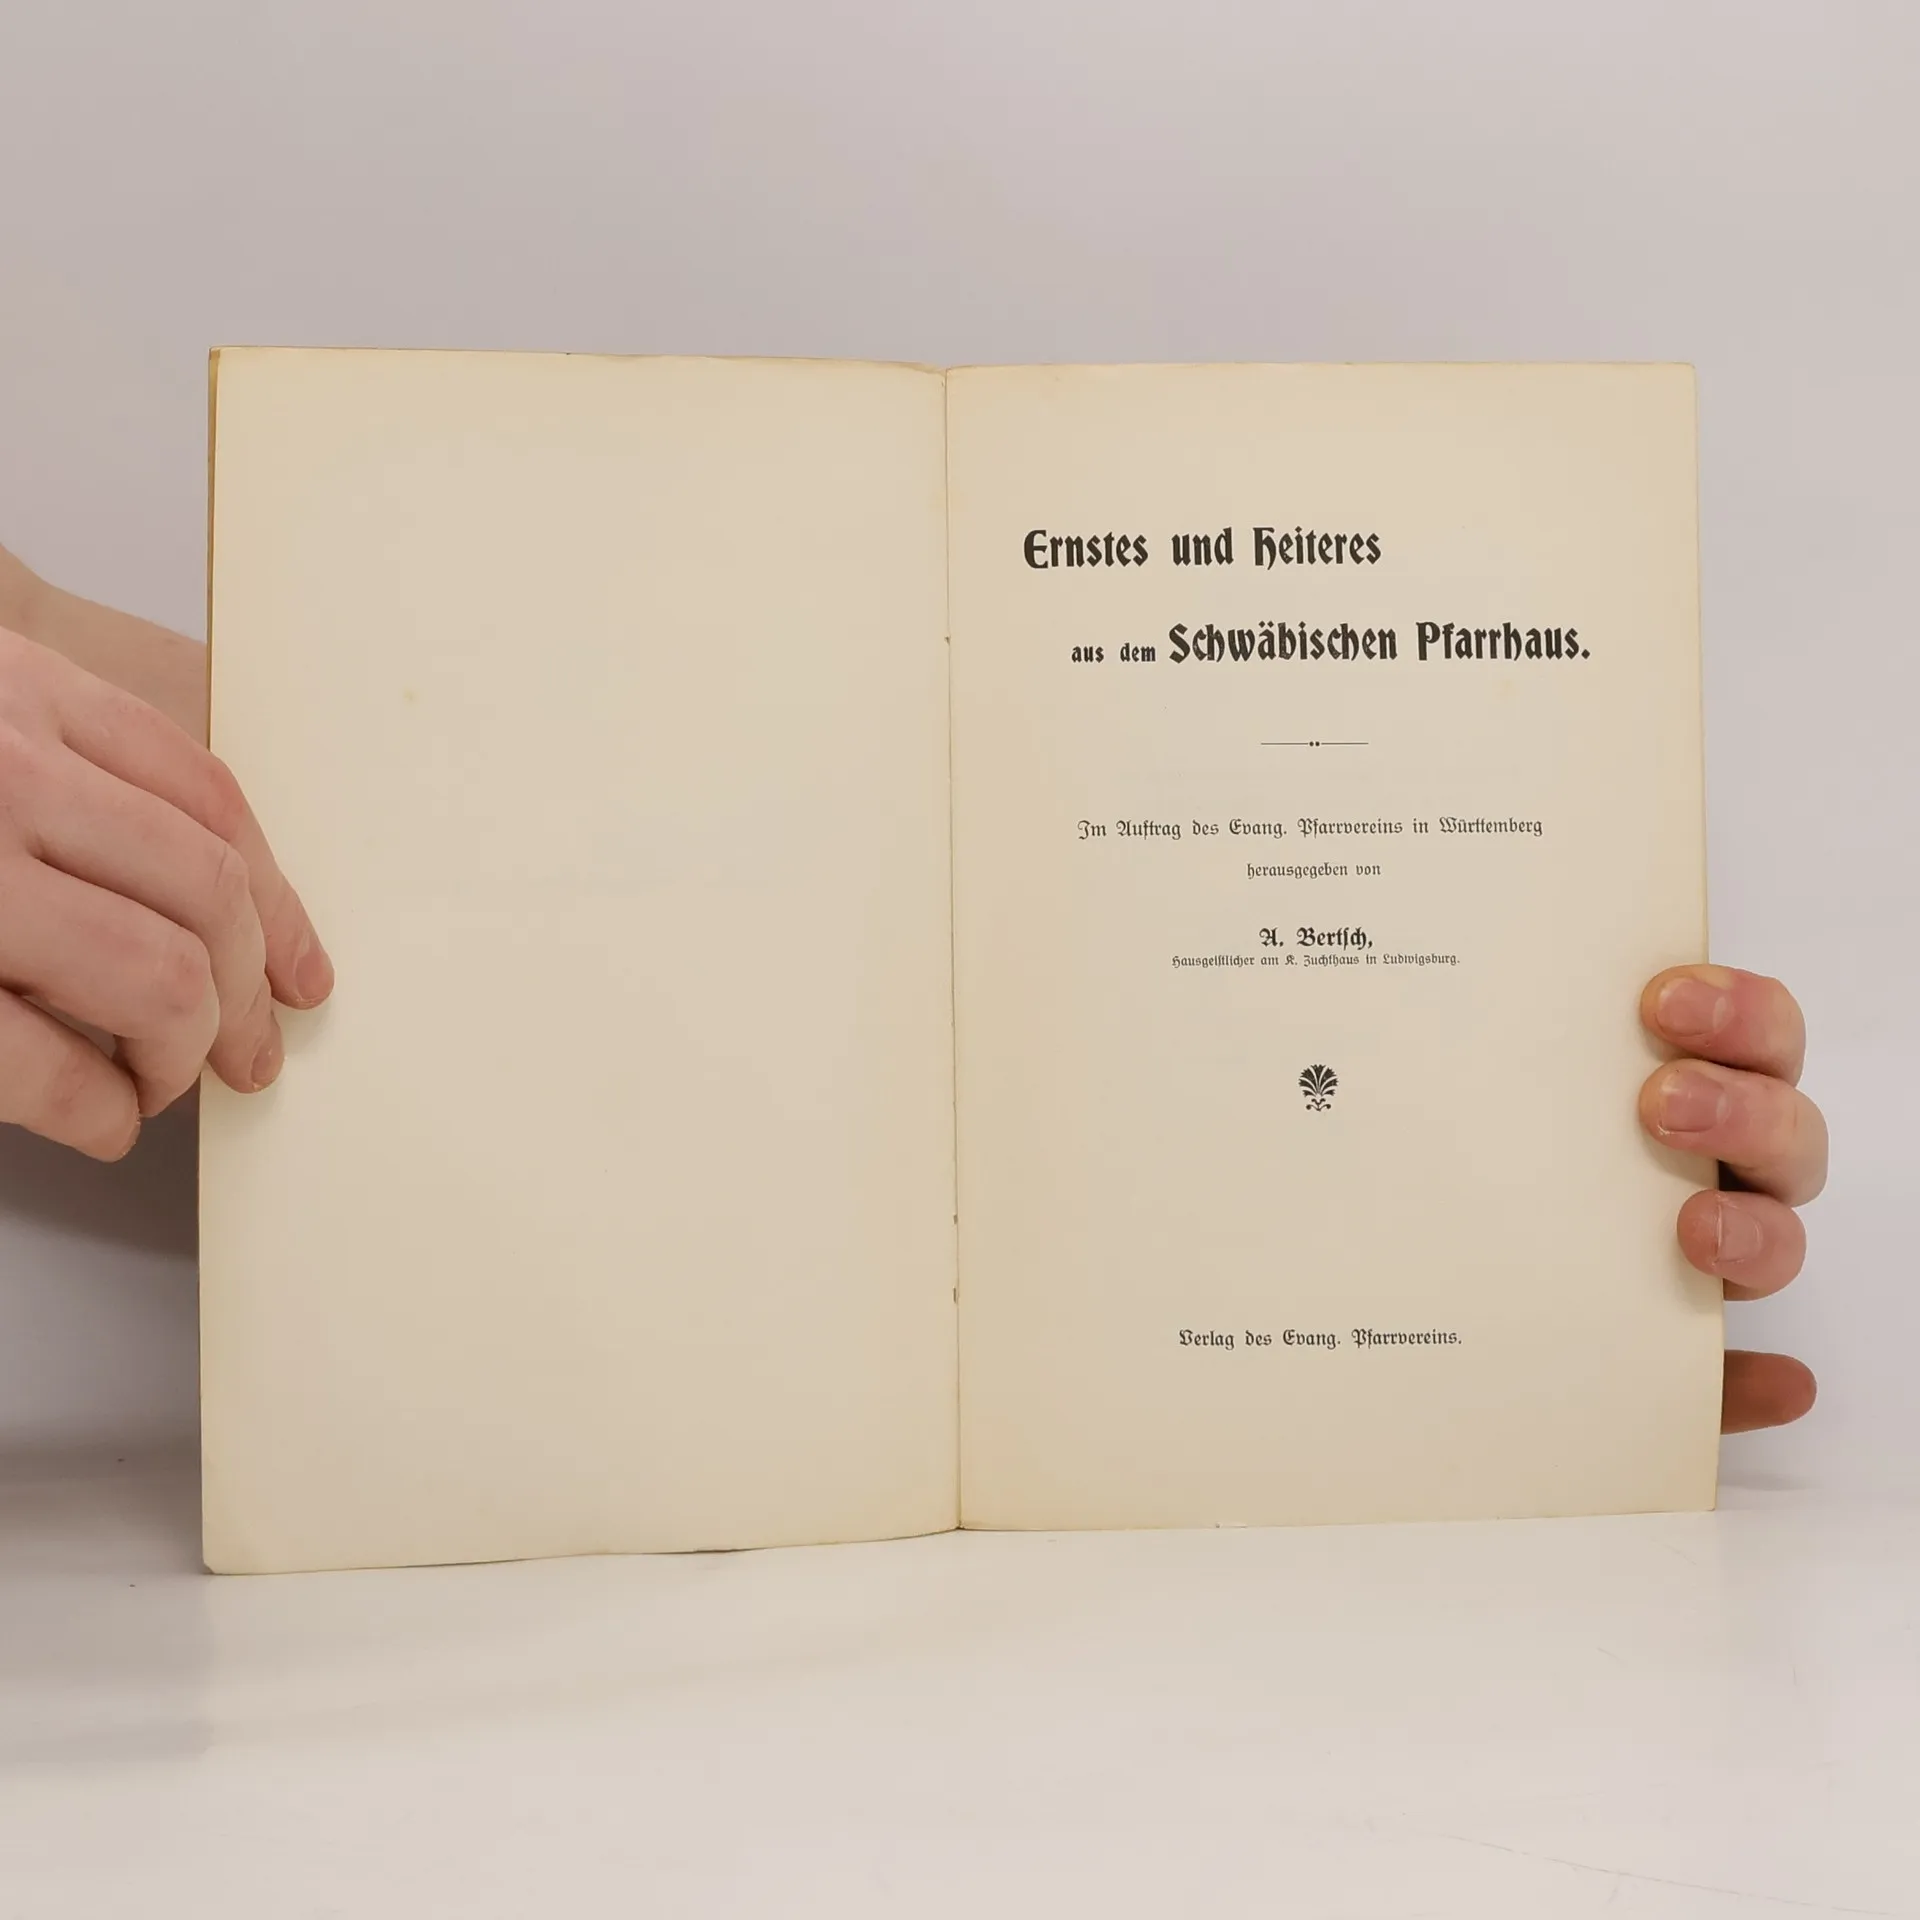 Ernstes und Heiteres
aus dem Schwäbischen Pfarrhaus.
Im Auftrag des Evang. Pfarrvereins in Württemberg
herausgegeben von
A. Bertsch,
Hausgeistlicher am K. Zuchthaus in Ludwigsburg.
Verlag des Evang. Pfarrvereins.